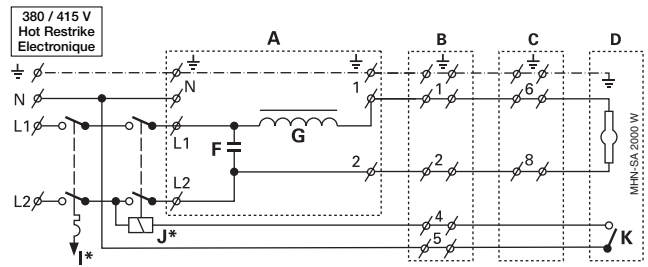 380 / 415 V
Hot Restrike
Electronique
A
B
C
D
N
N
1
1
6
L1
L1
F
G
2
2
8
MHN-SA 2000 W
L2
L2
4
J*
5
K
I*